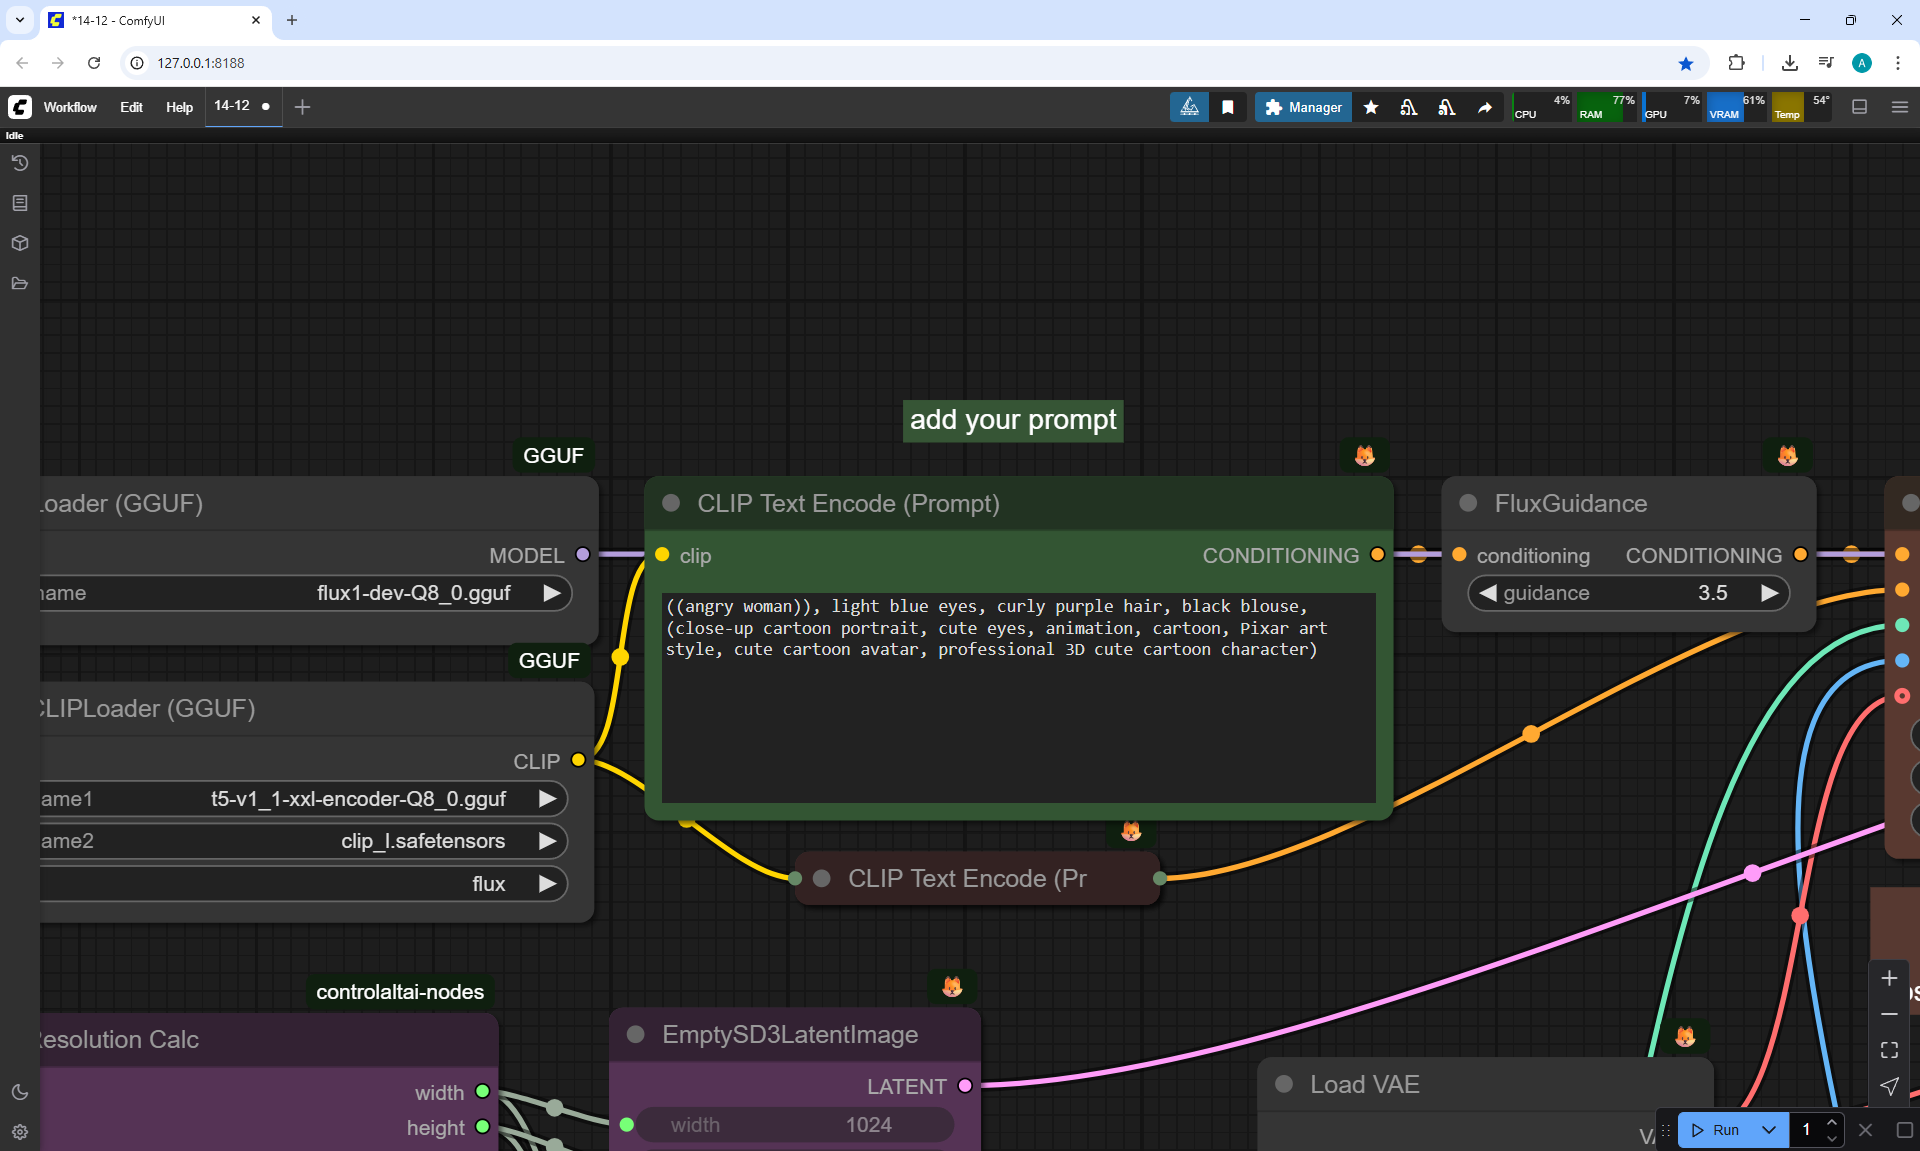 *14-12 - ComfyUI
127.0.0.1:8188
A
Workflow Edit Help 14-12
Manager
CPU 4% RAM 77% GPU 7% VRAM 61% Temp 54°
Idle
add your prompt
GGUF
Loader (GGUF)
CLIP Text Encode (Prompt)
FluxGuidance
MODEL
clip
CONDITIONING
conditioning
CONDITIONING
name
flux1-dev-Q8_0.gguf
guidance 3.5
((angry woman)), light blue eyes, curly purple hair, black blouse,
(close-up cartoon portrait, cute eyes, animation, cartoon, Pixar art
style, cute cartoon avatar, professional 3D cute cartoon character)
GGUF
CLIPLoader (GGUF)
CLIP
ame1 t5-v1_1-xxl-encoder-Q8_0.gguf
ame2 clip_l.safetensors
flux
CLIP Text Encode (Pr
controlaltai-nodes
Resolution Calc
EmptySD3LatentImage
LATENT
width
height
width 1024
Load VAE
Run 1